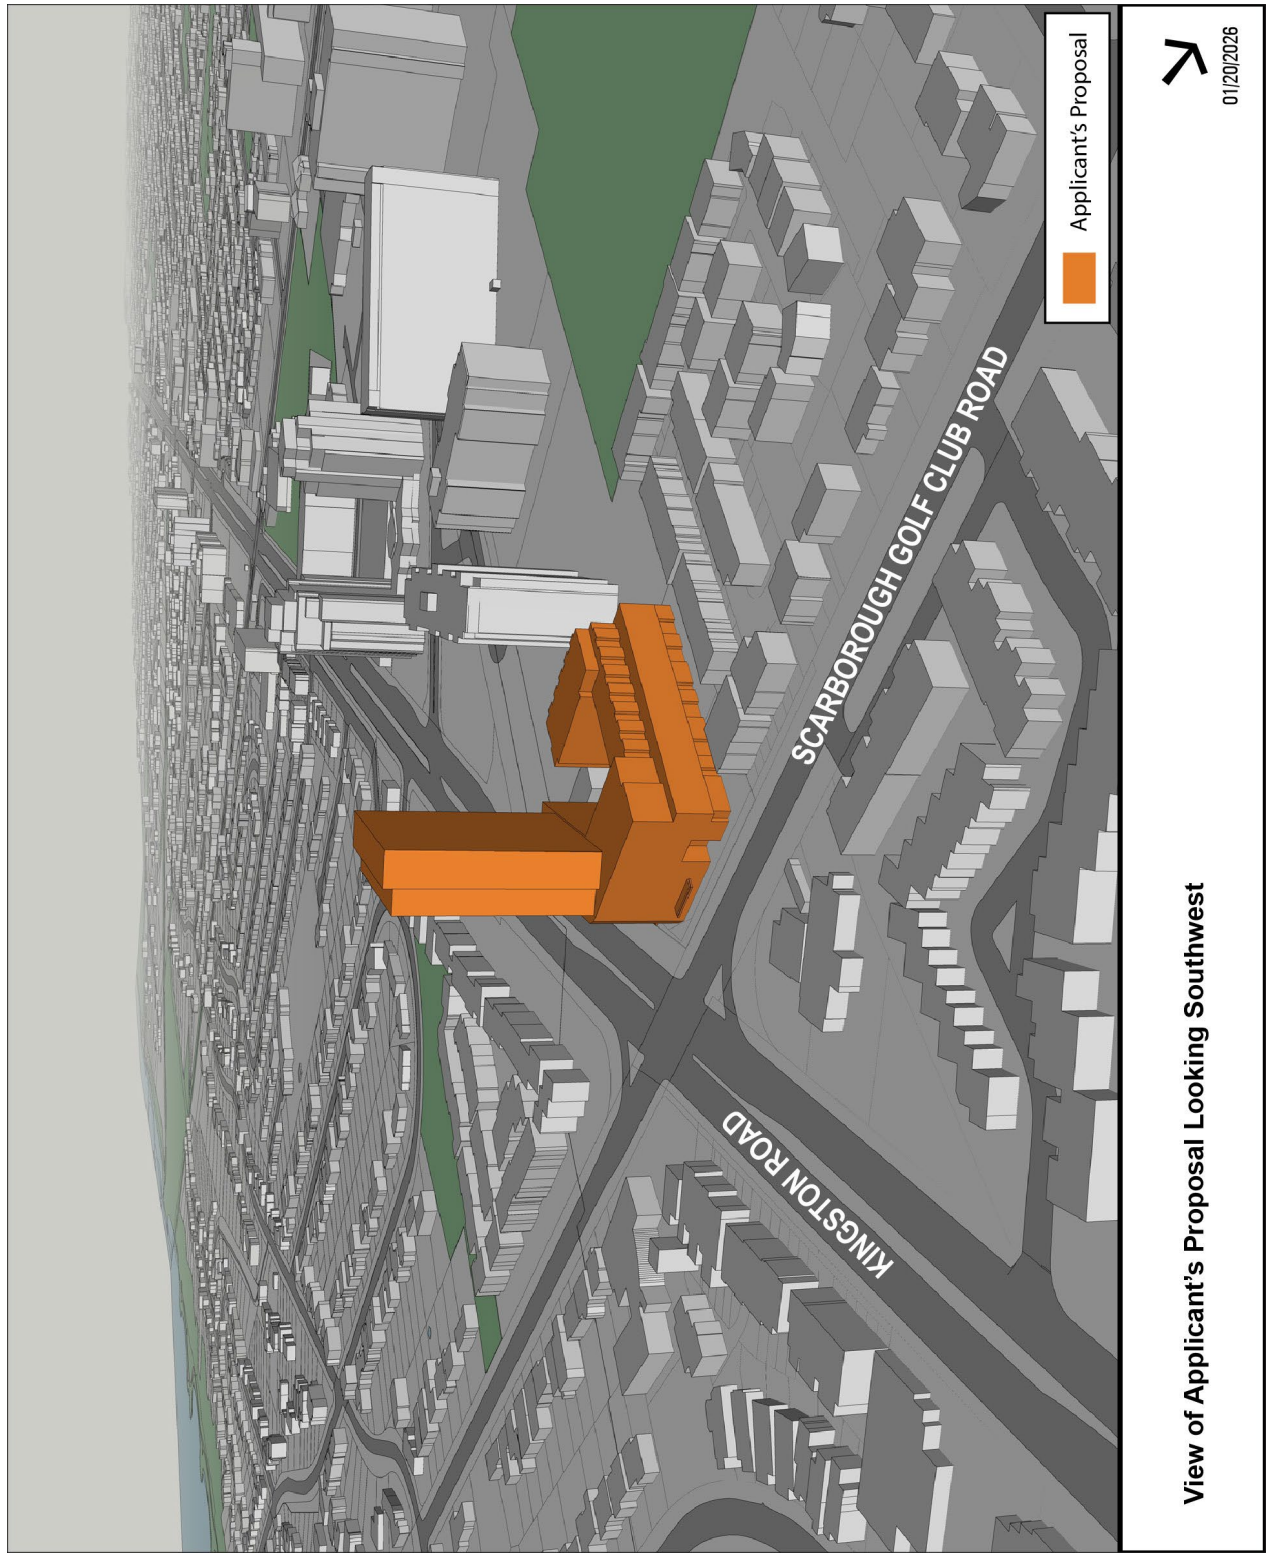 SCARBOROUGH GOLF CLUB ROAD
KINGSTON ROAD
Applicant's Proposal
View of Applicant's Proposal Looking Southwest
01/20/2026